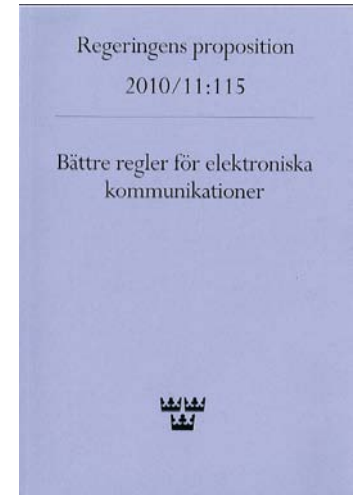 Regeringens proposition
2010/11:115
Bättre regler för elektroniska
kommunikationer